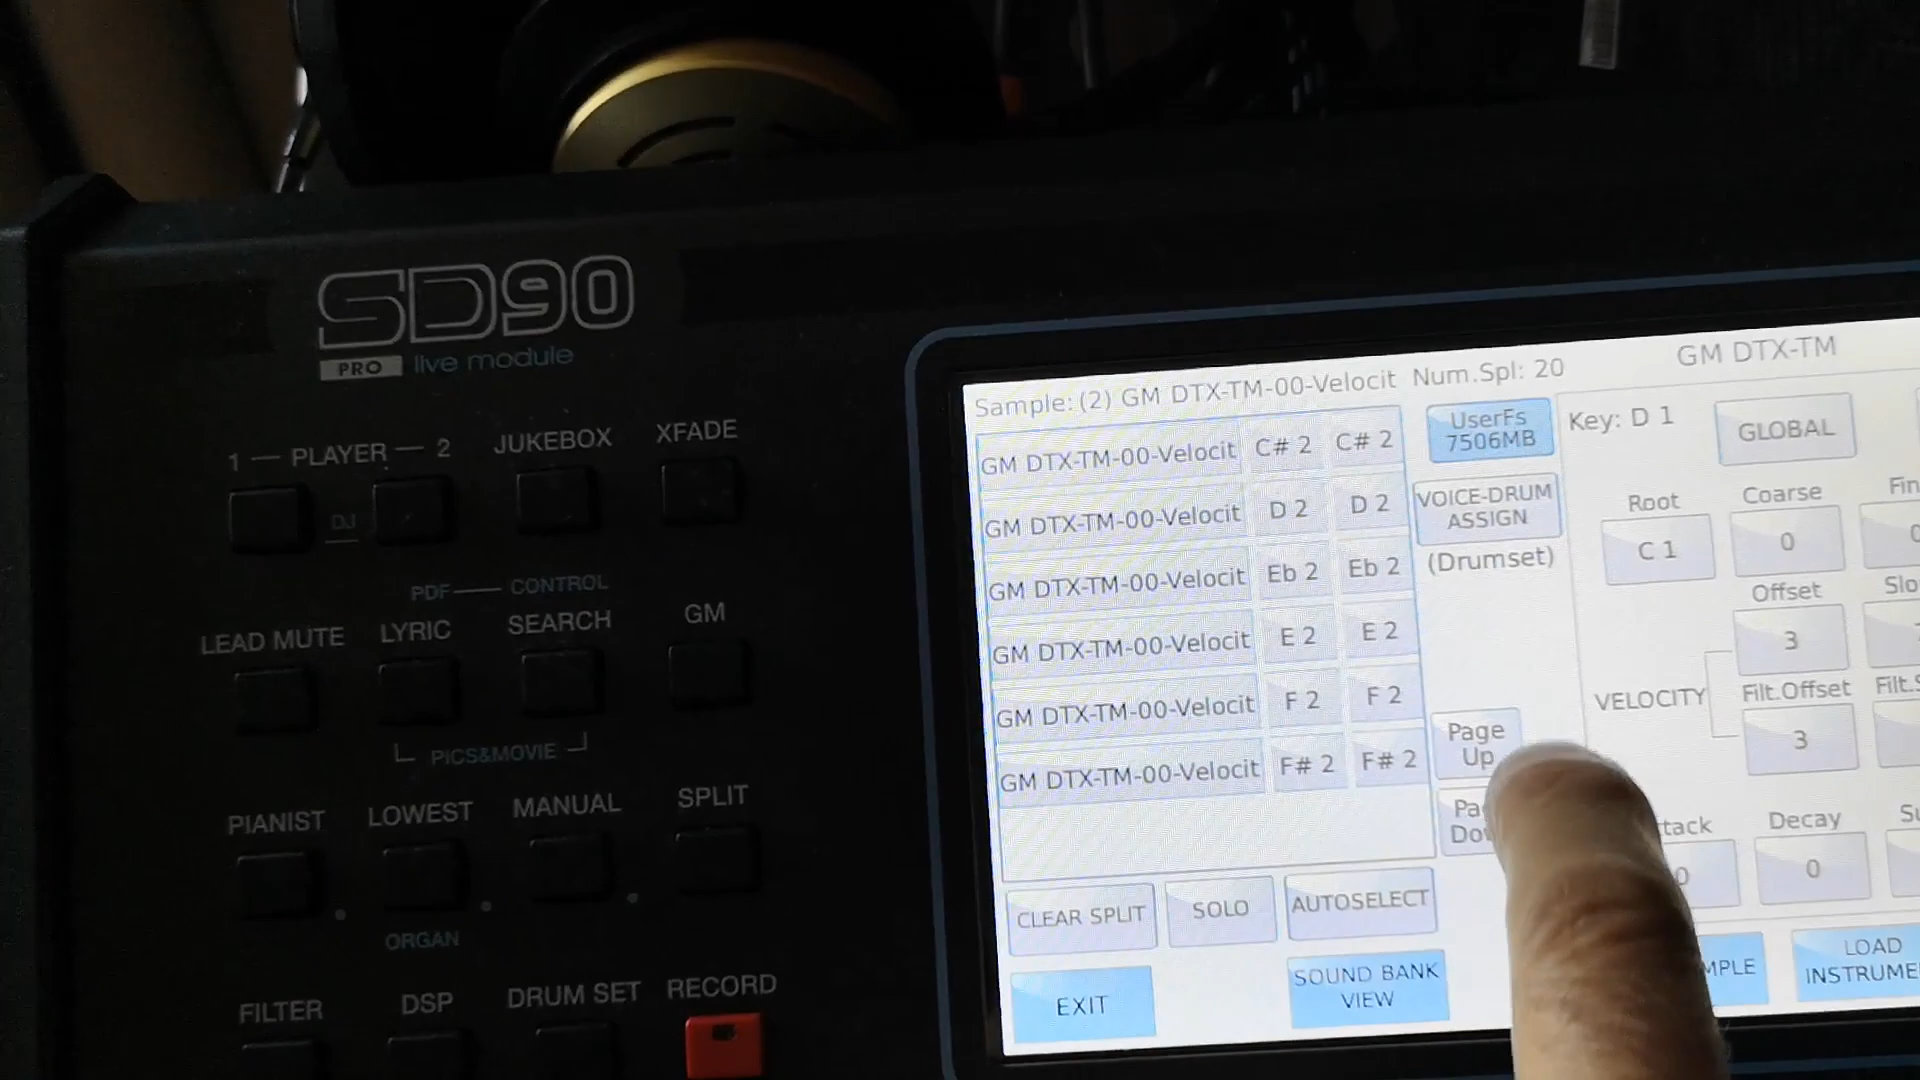 SD90
PRO live module
1 — PLAYER — 2
JUKEBOX
XFADE
DJ
PDF — CONTROL
LEAD MUTE
LYRIC
SEARCH
GM
PICS&MOVIE
PIANIST
LOWEST
MANUAL
SPLIT
ORGAN
FILTER
DSP
DRUM SET
RECORD
Sample: (2) GM DTX-TM-00-Velocit Num.Spl: 20
GM DTX-TM
GM DTX-TM-00-Velocit C# 2 C# 2
GM DTX-TM-00-Velocit D 2 D 2
GM DTX-TM-00-Velocit Eb 2 Eb 2
GM DTX-TM-00-Velocit E 2 E 2
GM DTX-TM-00-Velocit F 2 F 2
GM DTX-TM-00-Velocit F# 2 F# 2
UserFs
7506MB
VOICE-DRUM
ASSIGN
(Drumset)
Page
Up
Key: D 1
GLOBAL
Root
Coarse
C 1
0
Offset
3
VELOCITY
Filt.Offset
3
Decay
0
CLEAR SPLIT
SOLO
AUTOSELECT
EXIT
SOUND BANK
VIEW
LOAD